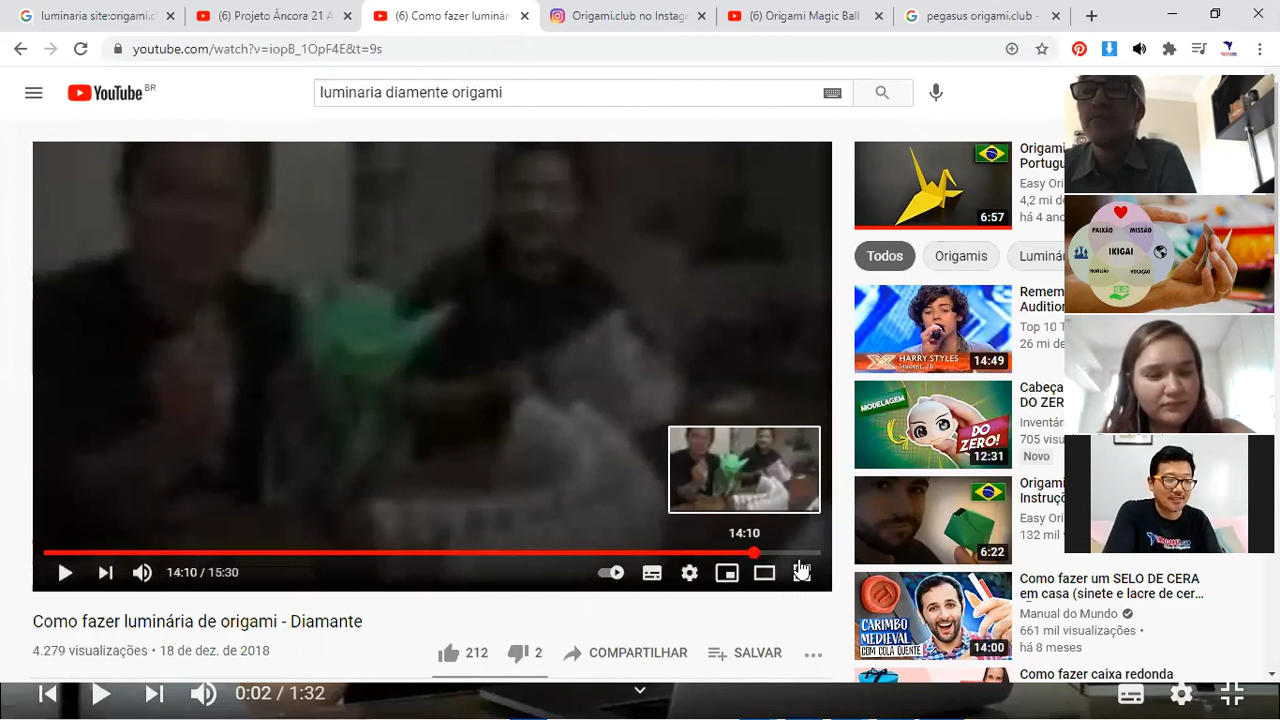 luminaria site:origami.c
(6) Projeto Âncora 21 A
(6) Como fazer luminár
Origami.club no Instag
(6) Origami Magic Ball
pegasus origami.club -
youtube.com/watch?v=iopB_1OpF4E&t=9s
YouTube BR
luminaria diamente origami
14:10
14:10 / 15:30
Como fazer luminária de origami - Diamante
4.279 visualizações • 18 de dez. de 2018
212
2
COMPARTILHAR
SALVAR
6:57
Origa
Portugu
Easy Ori
4,2 mi de
há 4 ano
Todos
Origamis
Luminár
HARRY STYLES
14:49
Remem
Audition
Top 10 T
26 mi de
MODELAGEM
DO ZERO!
12:31
Cabeça
DO ZER
Inventár
705 visu
Novo
6:22
Origami
Instruçõ
Easy Ori
132 mil
CARIMBO
MEDIEVAL
COM COLA QUENTE
14:00
Como fazer um SELO DE CERA
em casa (sinete e lacre de cer...
Manual do Mundo
661 mil visualizações •
há 8 meses
Como fazer caixa redonda
PAIXÃO
MISSÃO
IKIGAI
PROFISSÃO
VOCAÇÃO
0:02 / 1:32